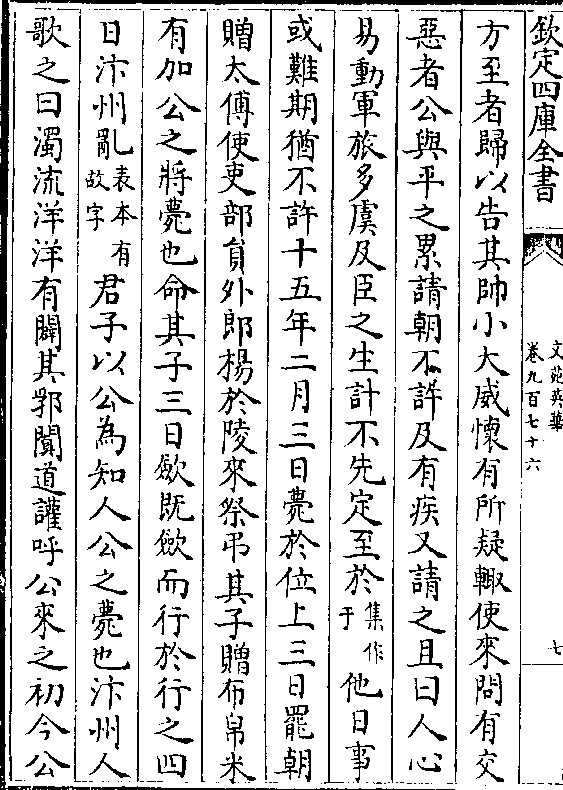 欽定四庫全書
文苑英華
卷九百七十六
七
方至者歸以告其帥小大威懷有所疑輙使來問有交
惡者公與平之累請朝不許及有疾又請之且曰人心
易動軍旅多虞及臣之生計不先定至於集作于他日事
或難期猶不許十五年二月三日薨於位上三日罷朝
贈太傅使吏部員外郎楊於陵來祭弔其子贈布帛米
有加公之將薨也命其子三日歛既歛而行於行之四
日汴州亂表本有故字君子以公為知人公之薨也汴州人
歌之曰濁流洋洋有闢其郛闐道讙呼公來之初今公